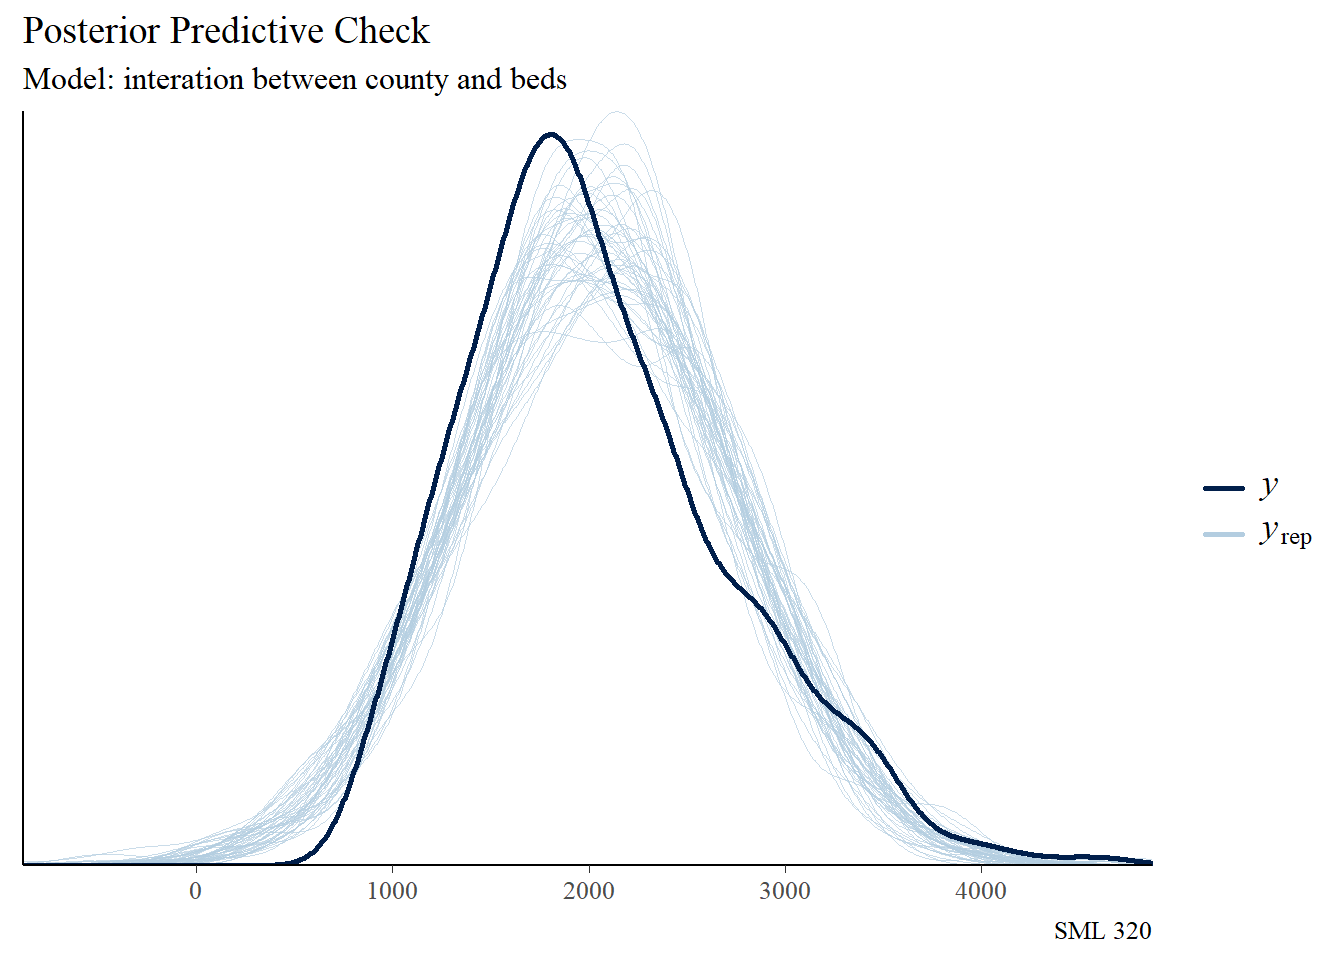 Posterior Predictive Check
Model: interation between county and beds
y
y rep
0 1000 2000 3000 4000
SML 320